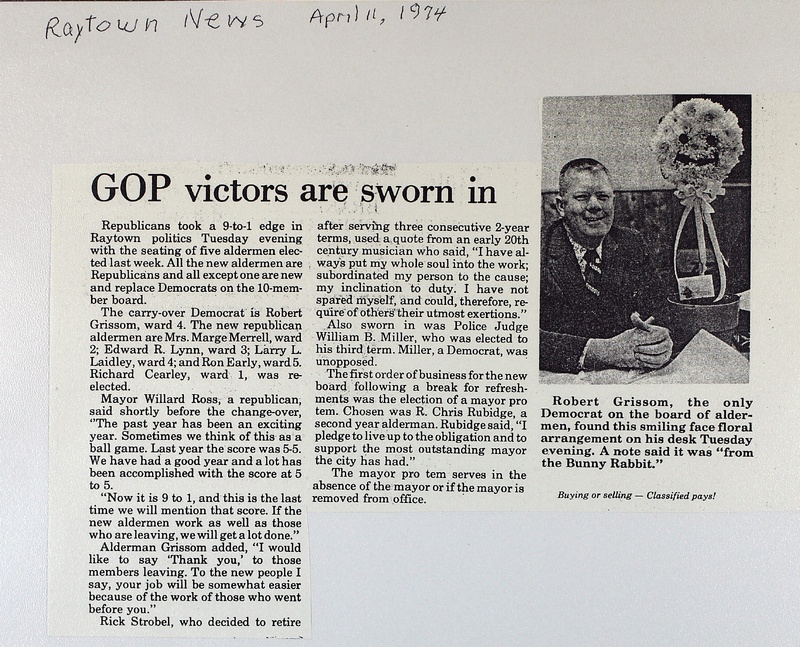 Raytown News April 11, 1974
GOP victors are sworn in
Republicans took a 9-to-1 edge in
Raytown politics Tuesday evening
with the seating of five aldermen elec-
ted last week. All the new aldermen are
Republicans and all except one are new
and replace Democrats on the 10-mem-
ber board.
The carry-over Democrat is Robert
Grissom, ward 4. The new republican
aldermen are Mrs. Marge Merrell, ward
2; Edward R. Lynn, ward 3; Larry L.
Laidley, ward 4; and Ron Early, ward 5.
Richard Cearley, ward 1, was re-
elected.
Mayor Willard Ross, a republican,
said shortly before the change-over,
"The past year has been an exciting
year. Sometimes we think of this as a
ball game. Last year the score was 5-5.
We have had a good year and a lot has
been accomplished with the score at 5
to 5.
"Now it is 9 to 1, and this is the last
time we will mention that score. If the
new aldermen work as well as those
who are leaving, we will get a lot done."
Alderman Grissom added, "I would
like to say 'Thank you,' to those
members leaving. To the new people I
say, your job will be somewhat easier
because of the work of those who went
before you."
Rick Strobel, who decided to retire
after serving three consecutive 2-year
terms, used a quote from an early 20th
century musician who said, "I have al-
ways put my whole soul into the work;
subordinated my person to the cause;
my inclination to duty. I have not
spared myself, and could, therefore, re-
quire of others their utmost exertions."
Also sworn in was Police Judge
William B. Miller, who was elected to
his third term. Miller, a Democrat, was
unopposed.
The first order of business for the new
board following a break for refresh-
ments was the election of a mayor pro
tem. Chosen was R. Chris Rubidge, a
second year alderman. Rubidge said, "I
pledge to live up to the obligation and to
support the most outstanding mayor
the city has had."
The mayor pro tem serves in the
absence of the mayor or if the mayor is
removed from office.
Robert Grissom, the only
Democrat on the board of alder-
men, found this smiling face floral
arrangement on his desk Tuesday
evening. A note said it was "from
the Bunny Rabbit."
Buying or selling — Classified pays!